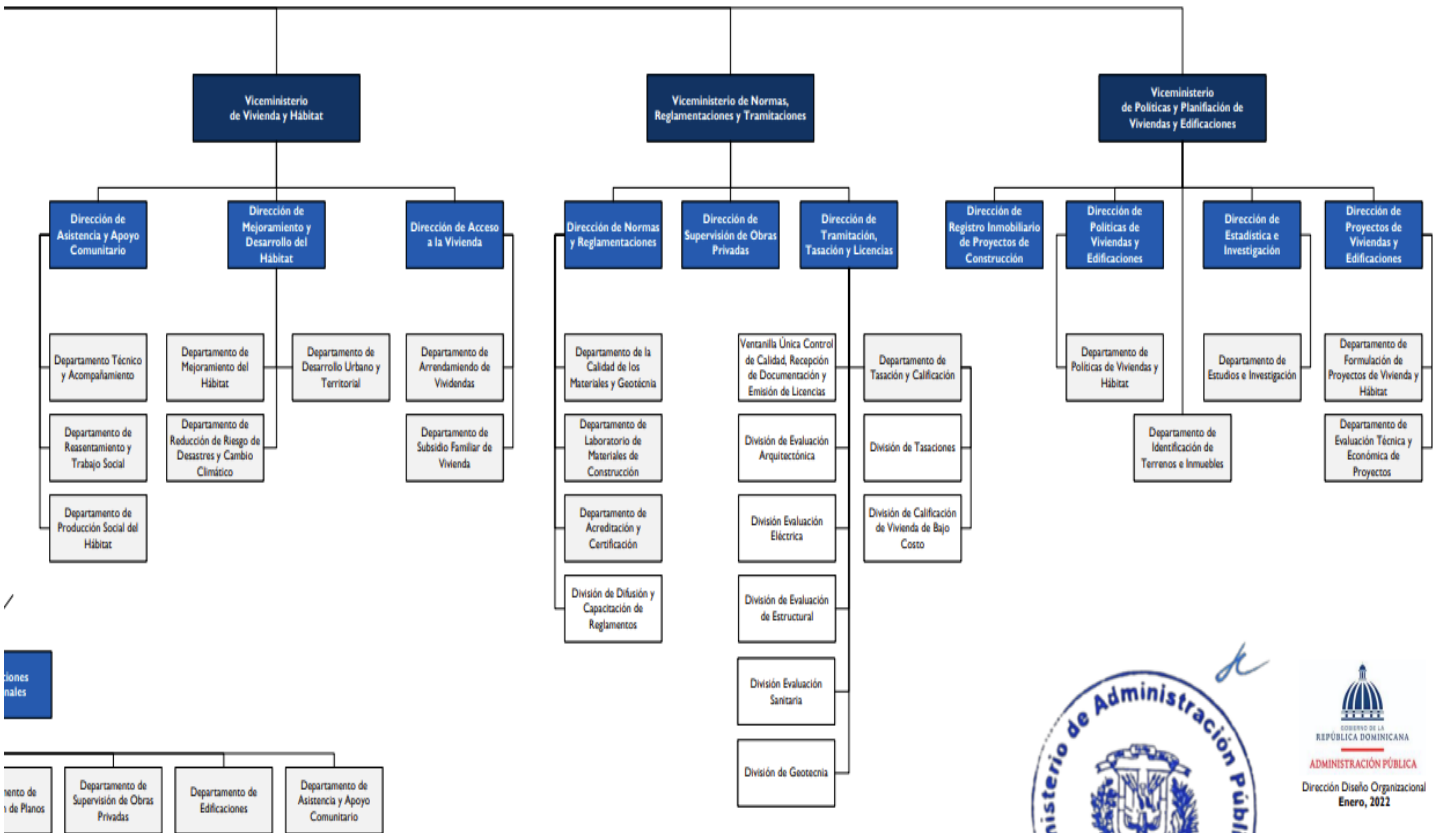 Viceministerio
de Vivienda y Hábitat
Viceministerio de Normas,
Reglamentaciones y Tramitaciones
Viceministerio
de Políticas y Planifiación de
Viviendas y Edificaciones
Dirección de
Asistencia y Apoyo
Comunitario
Dirección de
Mejoramiento y
Desarrollo del
Hábitat
Dirección de Acceso
a la Vivienda
Dirección de Normas
y Reglamentaciones
Dirección de
Supervisión de Obras
Privadas
Dirección de
Tramitación,
Tasación y Licencias
Dirección de
Registro Inmobiliario
de Proyectos de
Construcción
Dirección de
Políticas de
Viviendas y
Edificaciones
Dirección de
Estadística e
Investigación
Dirección de
Proyectos de
Viviendas y
Edificaciones
Departamento Técnico
y Acompañamiento
Departamento de
Mejoramiento del
Hábitat
Departamento de
Desarrollo Urbano y
Territorial
Departamento de
Arrendamiendo de
Vividendas
Departamento de la
Calidad de los
Materiales y Geotécnia
Ventanilla Única Control
de Calidad, Recepción
de Documentación y
Emisión de Licencias
Departamento de
Tasación y Calificación
Departamento de
Políticas de Viviendas y
Hábitat
Departamento de
Estudios e Investigación
Departamento de
Formulación de
Proyectos de Vivienda y
Hábitat
Departamento de
Reasentamiento y
Trabajo Social
Departamento de
Reducción de Riesgo de
Desastres y Cambio
Climático
Departamento de
Subsidio Familiar de
Vivienda
Departamento de
Laboratorio de
Materiales de
Construcción
División de Evaluación
Arquitectónica
División de Tasaciones
Departamento de
Identificación de
Terrenos e Inmuebles
Departamento de
Evaluación Técnica y
Económica de
Proyectos
Departamento de
Producción Social del
Hábitat
Departamento de
Acreditación y
Certificación
División Evaluación
Eléctrica
División de Calificación
de Vivienda de Bajo
Costo
División de Difusión y
Capacitación de
Reglamentos
División de Evaluación
de Estructural
División Evaluación
Sanitaria
División de Geotecnia
ciones
nales
nento de
n de Planos
Departamento de
Supervisión de Obras
Privadas
Departamento de
Edificaciones
Departamento de
Asistencia y Apoyo
Comunitario
nisterio de Administración Públ
GOBIERNO DE LA
REPÚBLICA DOMINICANA
ADMINISTRACIÓN PÚBLICA
Dirección Diseño Organizacional
Enero, 2022